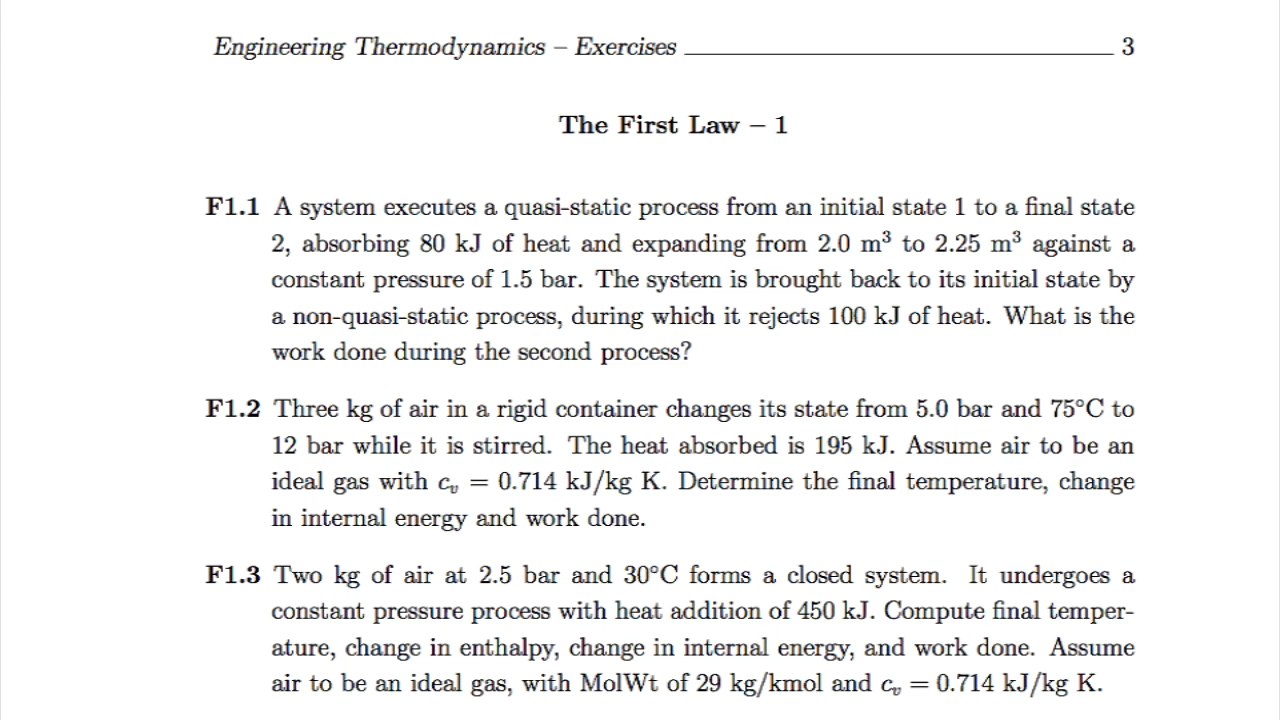 Engineering Thermodynamics – Exercises 3
The First Law – 1
F1.1 A system executes a quasi-static process from an initial state 1 to a final state
2, absorbing 80 kJ of heat and expanding from 2.0 m³ to 2.25 m³ against a
constant pressure of 1.5 bar. The system is brought back to its initial state by
a non-quasi-static process, during which it rejects 100 kJ of heat. What is the
work done during the second process?
F1.2 Three kg of air in a rigid container changes its state from 5.0 bar and 75°C to
12 bar while it is stirred. The heat absorbed is 195 kJ. Assume air to be an
ideal gas with cᵥ = 0.714 kJ/kg K. Determine the final temperature, change
in internal energy and work done.
F1.3 Two kg of air at 2.5 bar and 30°C forms a closed system. It undergoes a
constant pressure process with heat addition of 450 kJ. Compute final temper-
ature, change in enthalpy, change in internal energy, and work done. Assume
air to be an ideal gas, with MolWt of 29 kg/kmol and cᵥ = 0.714 kJ/kg K.